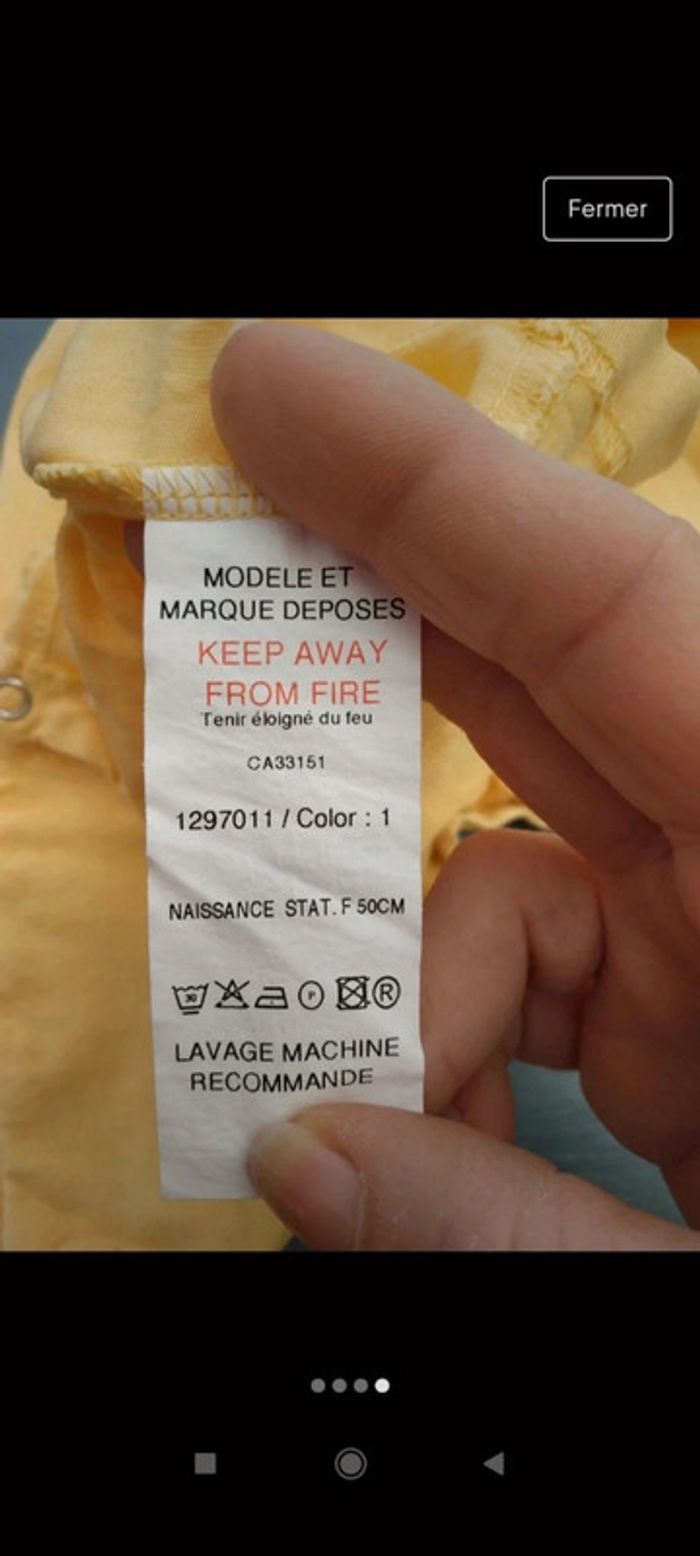 Fermer
MODELE ET
MARQUE DEPOSES
KEEP AWAY
FROM FIRE
Tenir éloigné du feu
CA33151
1297011 / Color : 1
NAISSANCE STAT. F 50CM
30 P R
LAVAGE MACHINE
RECOMMANDE